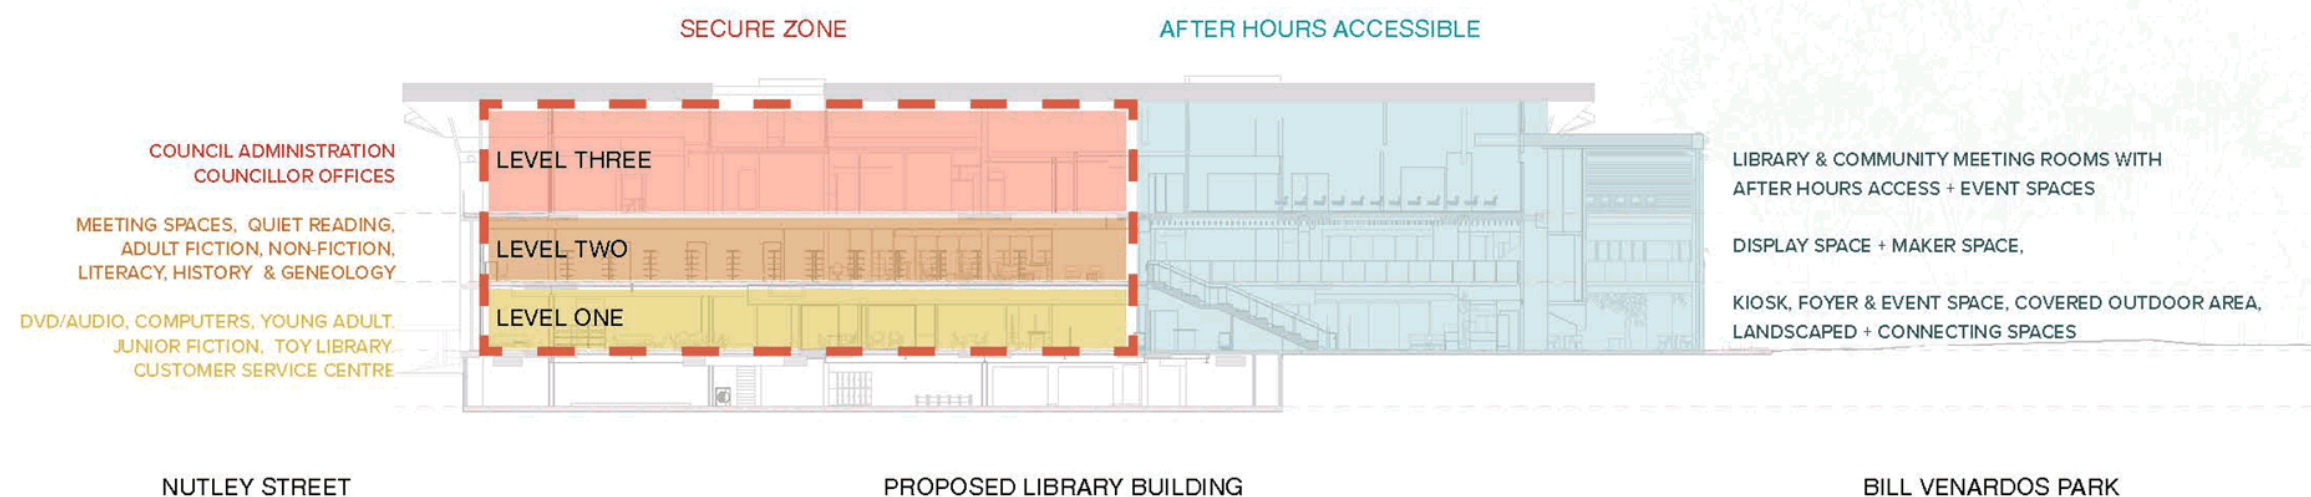 SECURE ZONE
AFTER HOURS ACCESSIBLE
COUNCIL ADMINISTRATION
COUNCILLOR OFFICES
MEETING SPACES, QUIET READING,
ADULT FICTION, NON-FICTION,
LITERACY, HISTORY & GENEOLOGY
DVD/AUDIO, COMPUTERS, YOUNG ADULT.
JUNIOR FICTION, TOY LIBRARY
CUSTOMER SERVICE CENTRE
LEVEL THREE
LEVEL TWO
LEVEL ONE
LIBRARY & COMMUNITY MEETING ROOMS WITH
AFTER HOURS ACCESS + EVENT SPACES
DISPLAY SPACE + MAKER SPACE,
KIOSK, FOYER & EVENT SPACE, COVERED OUTDOOR AREA,
LANDSCAPED + CONNECTING SPACES
NUTLEY STREET
PROPOSED LIBRARY BUILDING
BILL VENARDOS PARK